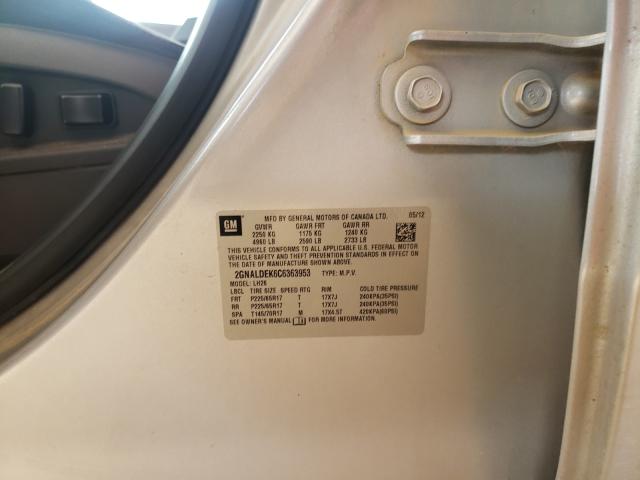 GM
MFD BY GENERAL MOTORS OF CANADA LTD. 05/12
GVWR GAWR FRT GAWR RR
2250 KG 1175 KG 1240 KG
4960 LB 2590 LB 2733 LB
THIS VEHICLE CONFORMS TO ALL APPLICABLE U.S. FEDERAL MOTOR
VEHICLE SAFETY, BUMPER, AND THEFT PREVENTION STANDARDS IN
EFFECT ON THE DATE OF MANUFACTURE SHOWN ABOVE.
2GNALDEK6C6363953 TYPE: M.P.V.
MODEL: LH26
LBCL TIRE SIZE SPEED RTG RIM COLD TIRE PRESSURE
FRT P225/65R17 T 17X7J 240KPA(35PSI)
RR P225/65R17 T 17X7J 240KPA(35PSI)
SPA T145/70R17 M 17X4.5T 420KPA(60PSI)
SEE OWNER'S MANUAL FOR MORE INFORMATION.